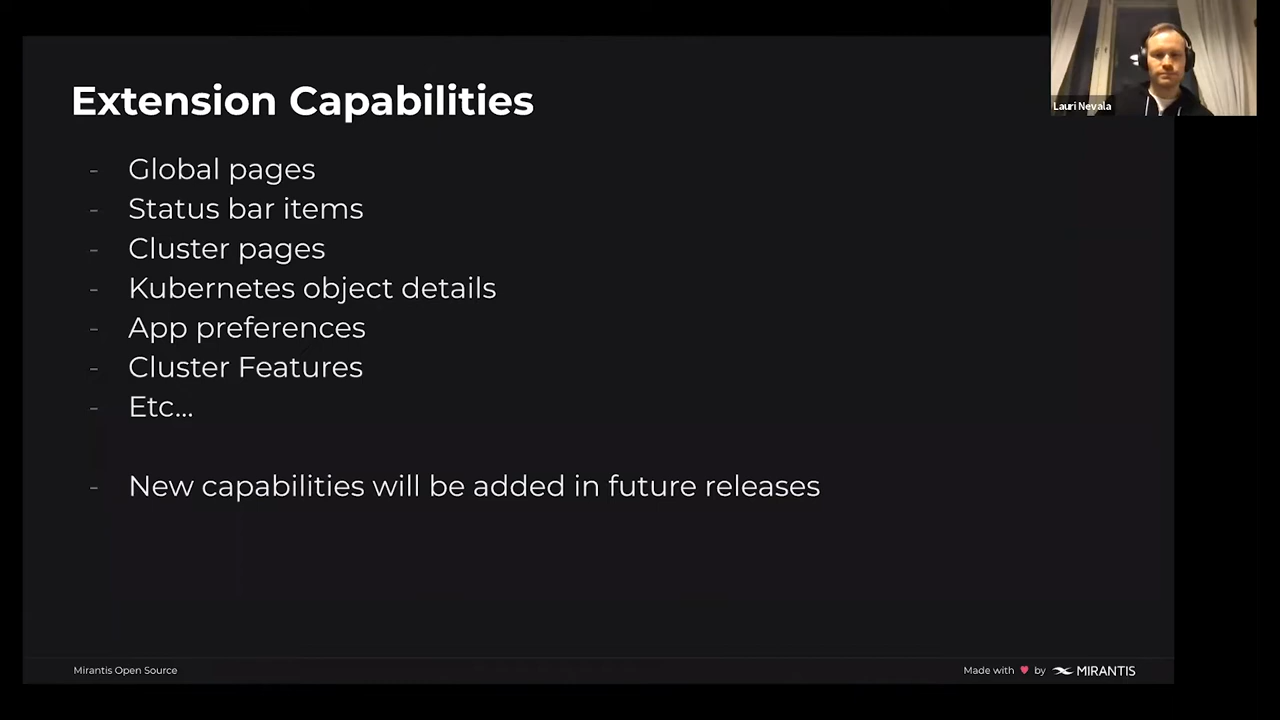 Extension Capabilities
Lauri Nevala
- Global pages
- Status bar items
- Cluster pages
- Kubernetes object details
- App preferences
- Cluster Features
- Etc...
- New capabilities will be added in future releases
Mirantis Open Source
Made with ♥ by MIRANTIS